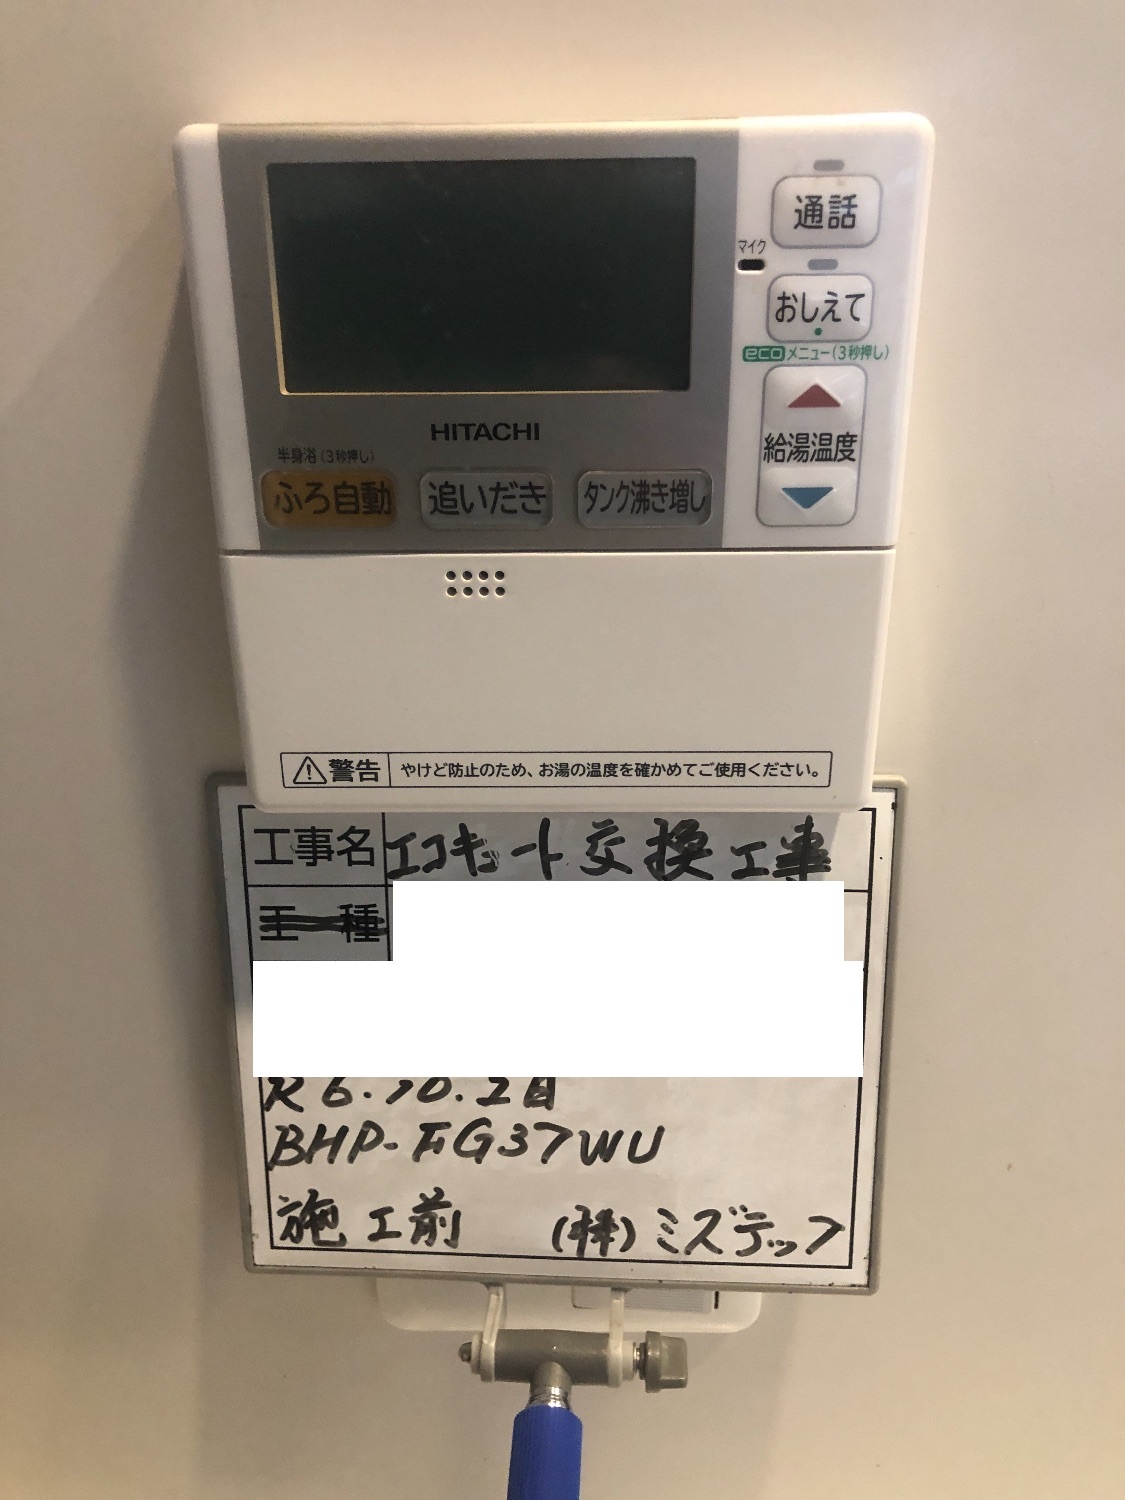 通話
マイク
おしえて
ecoメニュー(3秒押し)
給湯温度
HITACHI
半身浴(3秒押し)
ふろ自動 追いだき タンク沸き増し
警告 やけど防止のため、お湯の温度を確かめてご使用ください。
工事名 エコキュート交換工事
工種
R6.10.2日
BHP-FG37WU
施工前 (株)ミズテック